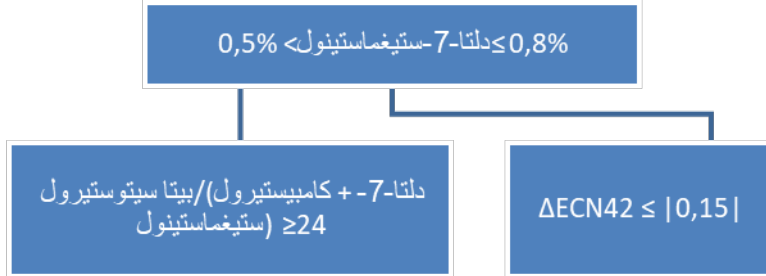 0,5% <دلتا-7-ستيغماستينول≥ 0,8%
دلتا-7- + كامبيستيرول)/بيتا سيتوستيرول
24≤ (ستيغماستينول
ΔECN42 ≤ |0,15|